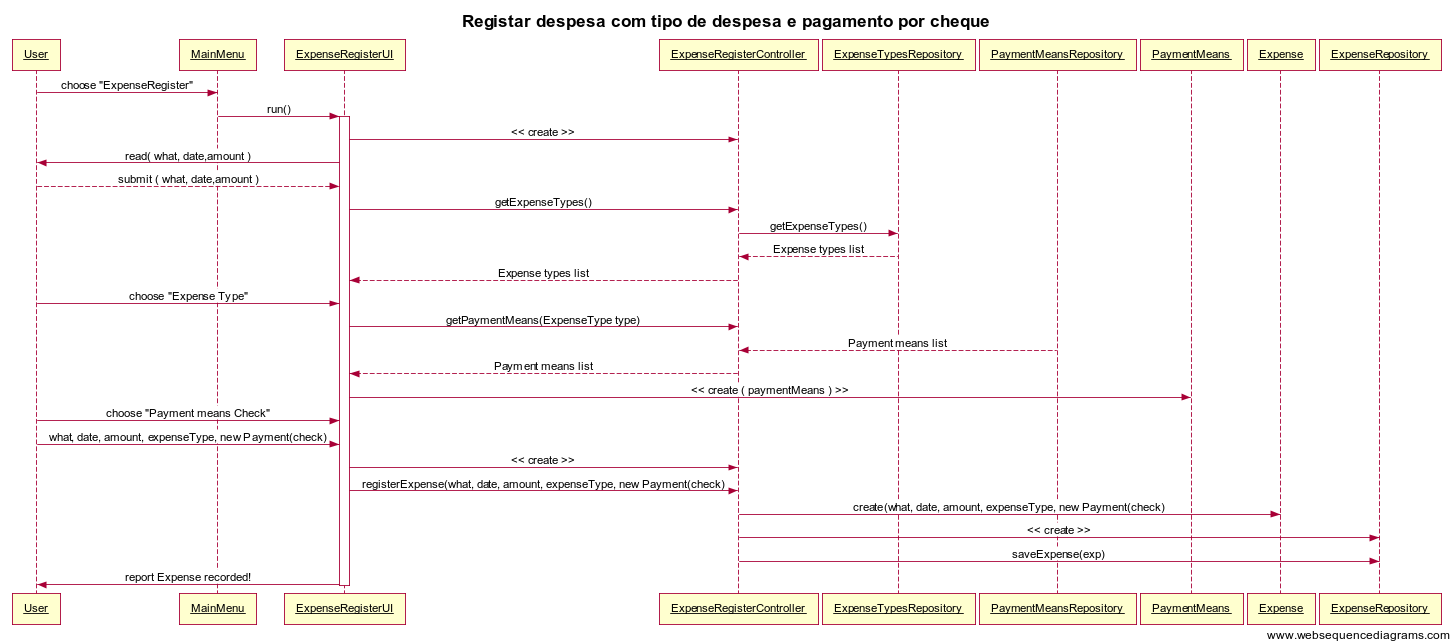 Registar despesa com tipo de despesa e pagamento por cheque
User MainMenu ExpenseRegisterUI ExpenseRegisterController ExpenseTypesRepository PaymentMeansRepository PaymentMeans Expense ExpenseRepository
choose "ExpenseRegister"
run()
<< create >>
read( what, date,amount )
submit ( what, date,amount )
getExpenseTypes()
getExpenseTypes()
Expense types list
Expense types list
choose "Expense Type"
getPaymentMeans(ExpenseType type)
Payment means list
Payment means list
<< create ( paymentMeans ) >>
choose "Payment means Check"
what, date, amount, expenseType, new Payment(check)
<< create >>
registerExpense(what, date, amount, expenseType, new Payment(check)
create(what, date, amount, expenseType, new Payment(check)
<< create >>
saveExpense(exp)
report Expense recorded!
User MainMenu ExpenseRegisterUI ExpenseRegisterController ExpenseTypesRepository PaymentMeansRepository PaymentMeans Expense ExpenseRepository
www.websequencediagrams.com